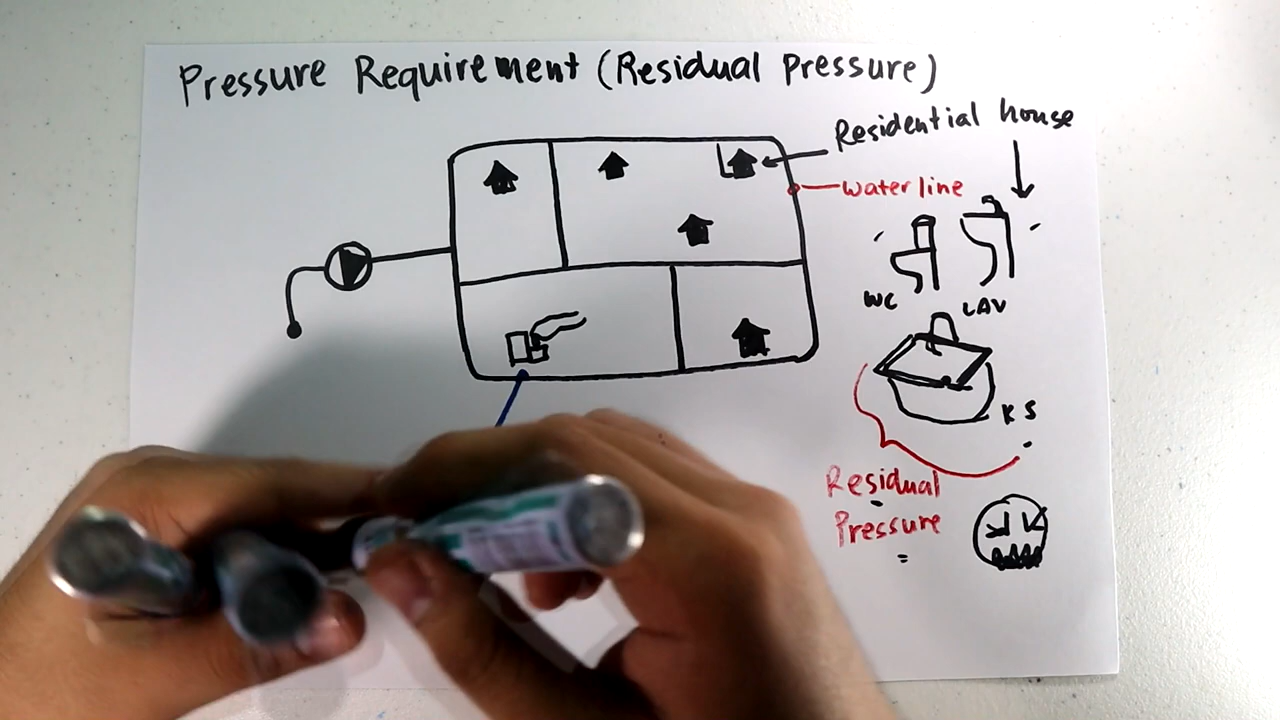 Pressure Requirement (Residual Pressure)
Residential house
water line
WC
LAV
KS
Residual
Pressure